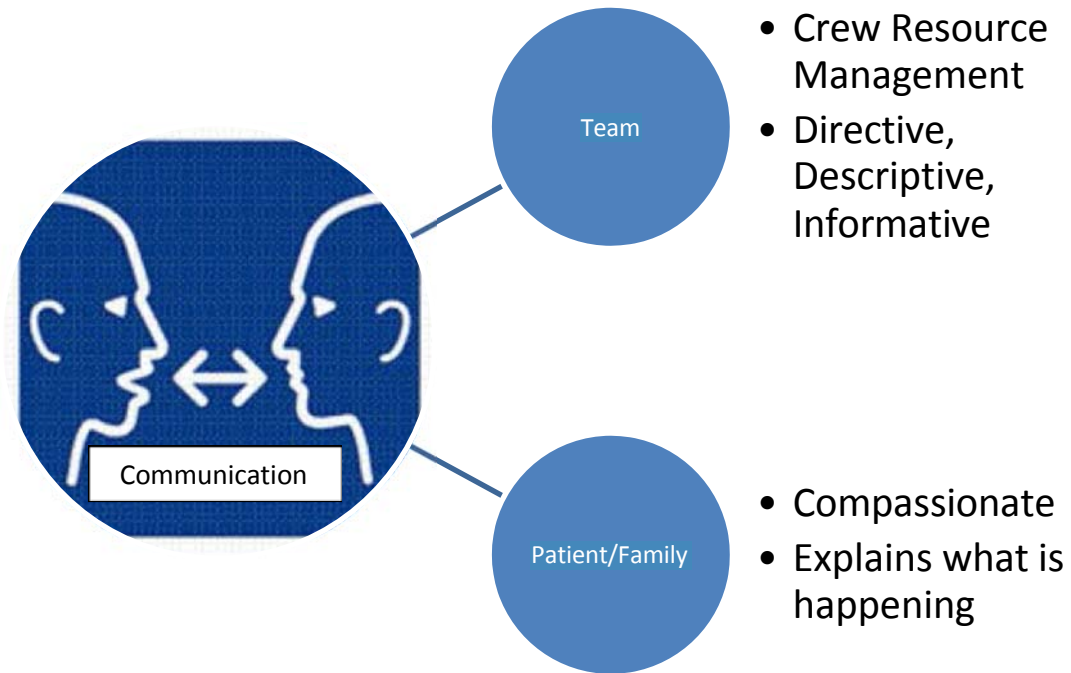 Communication
Team
• Crew Resource
Management
• Directive,
Descriptive,
Informative
Patient/Family
• Compassionate
• Explains what is
happening